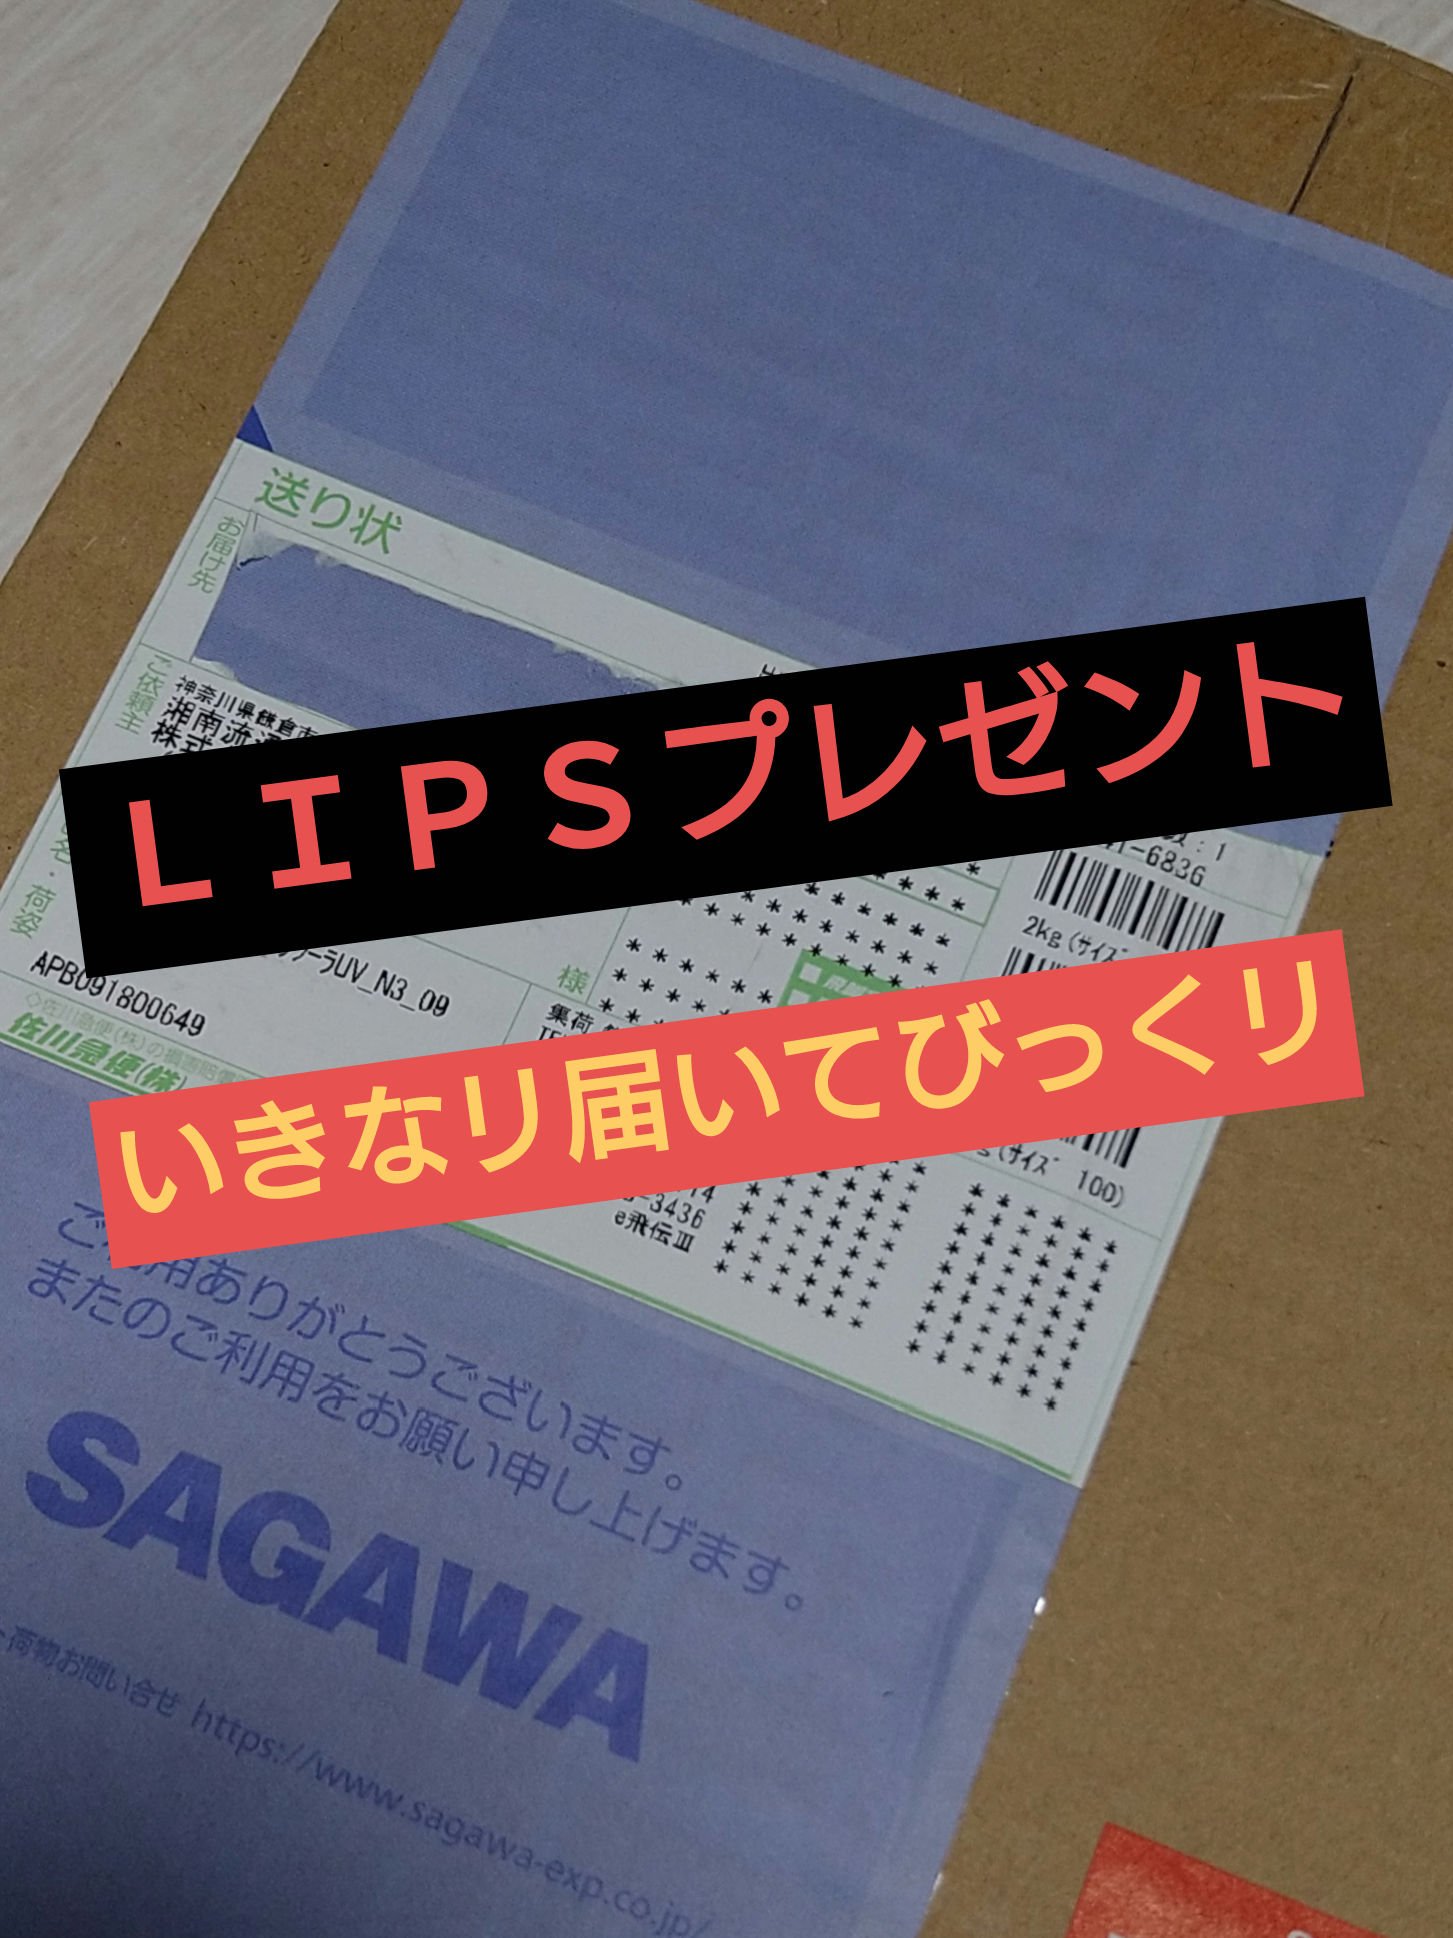 送り状
お届け先
ご依頼主
神奈川県鎌倉市
湘南流通
株式
ＬＩＰＳプレゼント
：1
-6836
2kg(ｻｲｽﾞ
名・荷姿
ーラUV_N3_09
APB0918D0649
様
集荷
佐川急便(株)
いきなり届いてびっくり
(ｻｲｽﾞ 100)
-3436
e飛伝Ⅲ
ご利用ありがとうございます。
またのご利用をお願い申し上げます。
SAGAWA
荷物お問い合せ https://www.sagawa-exp.co.jp/